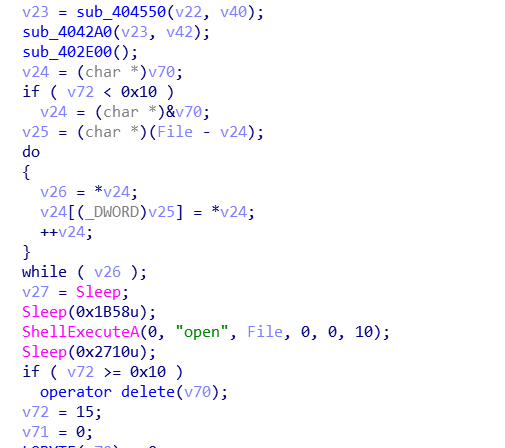 v23 = sub_404550(v22, v40);
sub_4042A0(v23, v42);
sub_402E00();
v24 = (char *)v70;
if ( v72 < 0x10 )
v24 = (char *)&v70;
v25 = (char *)(File - v24);
do
{
v26 = *v24;
v24[(_DWORD)v25] = *v24;
++v24;
}
while ( v26 );
v27 = Sleep;
Sleep(0x1B58u);
ShellExecuteA(0, "open", File, 0, 0, 10);
Sleep(0x2710u);
if ( v72 >= 0x10 )
operator delete(v70);
v72 = 15;
v71 = 0;